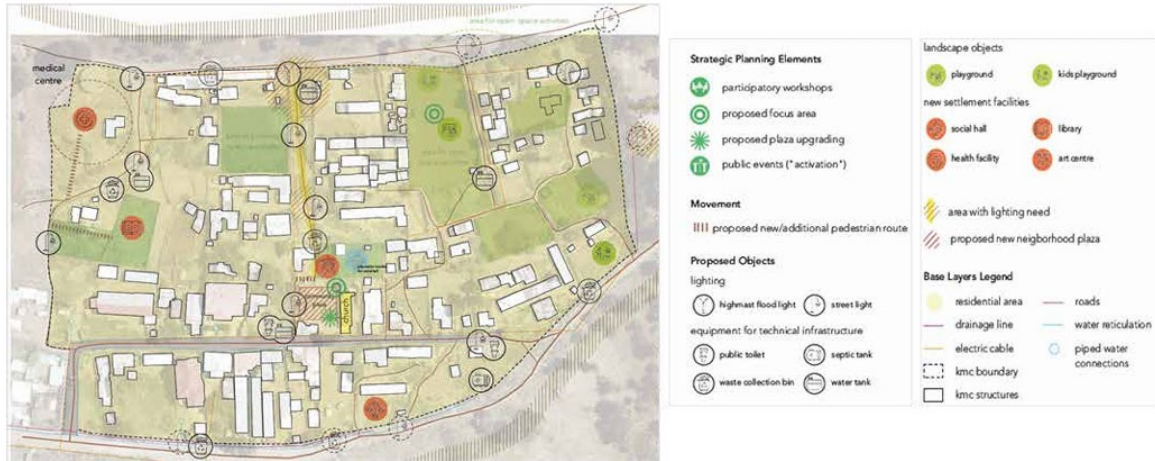 area for open space activities
medical
centre
church
Strategic Planning Elements
participatory workshops
proposed focus area
proposed plaza upgrading
public events ("activation")
Movement
proposed new/additional pedestrian route
Proposed Objects
lighting
highmast flood light
street light
equipment for technical infrastructure
public toilet
septic tank
waste collection bin
water tank
landscape objects
playground
kids playground
new settlement facilities
social hall
library
health facility
art centre
area with lighting need
proposed new neigborhood plaza
Base Layers Legend
residential area
roads
drainage line
water reticulation
electric cable
piped water
connections
kmc boundary
kmc structures